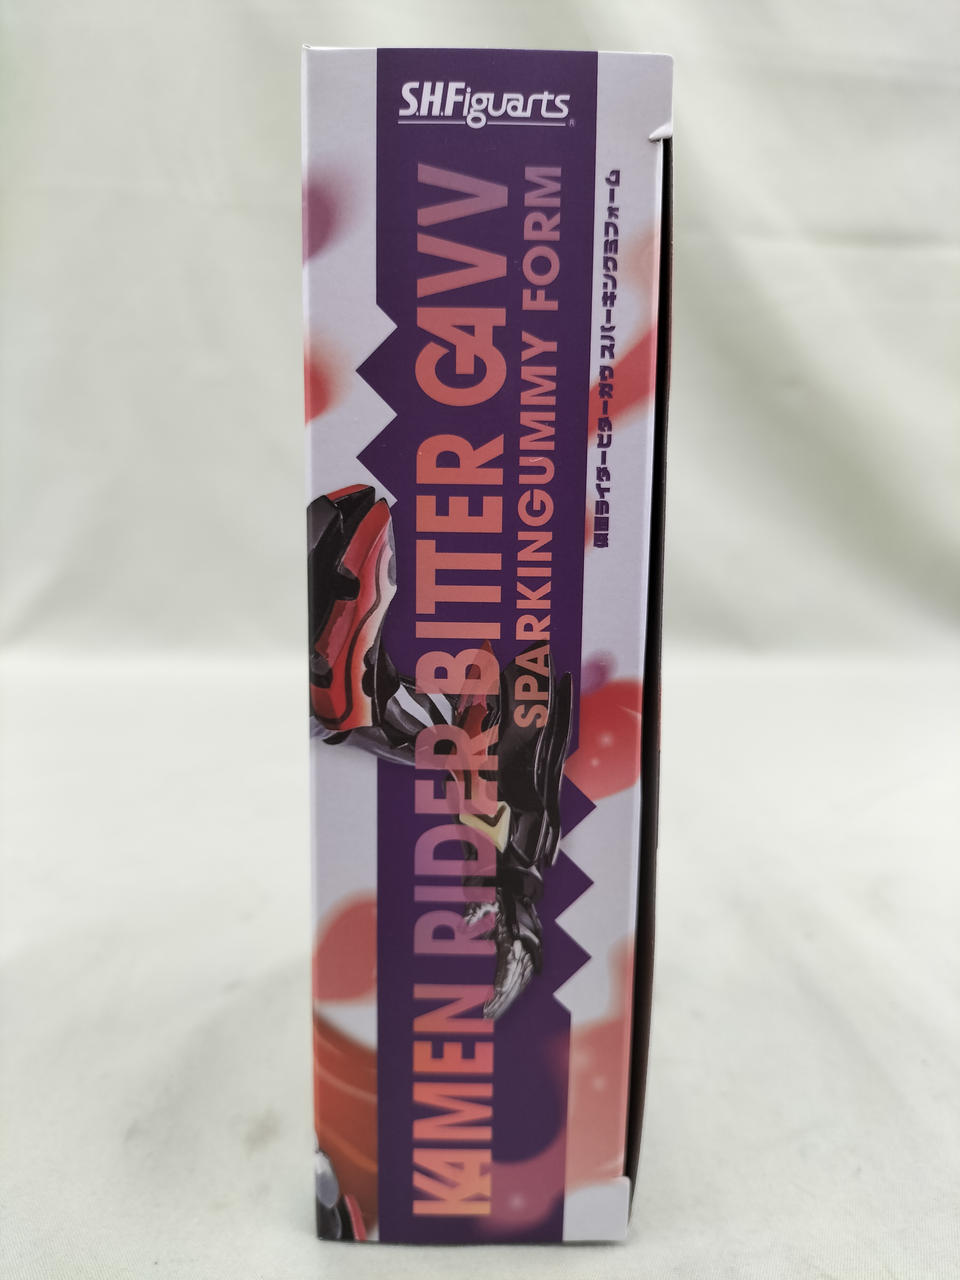 S.H.Figuarts®
KAMEN RIDER BITTER GAVV
SPARKINGUMMY FORM
仮面ライダービターガヴ スパーキングミフォーム